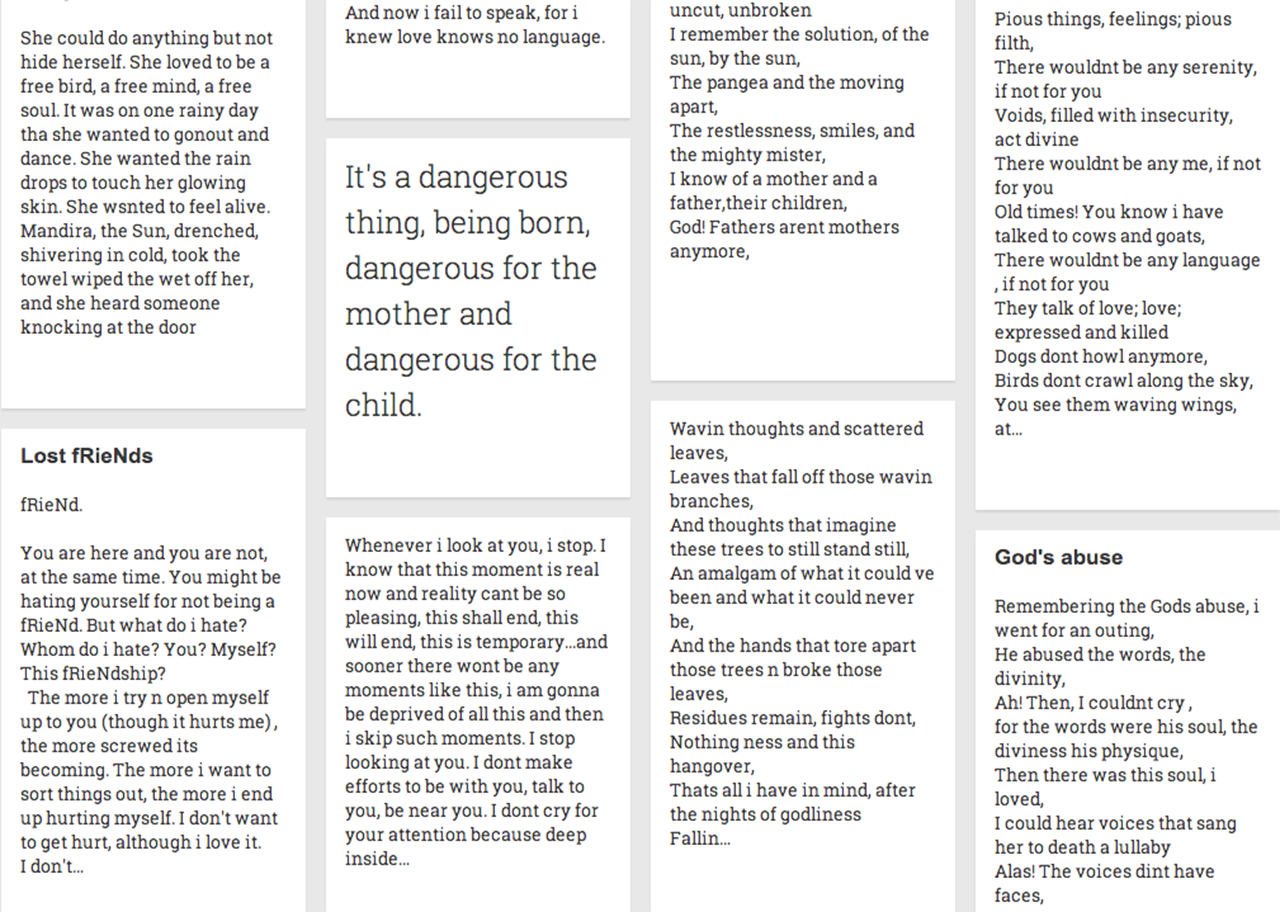 She could do anything but not
hide herself. She loved to be a
free bird, a free mind, a free
soul. It was on one rainy day
tha she wanted to gonout and
dance. She wanted the rain
drops to touch her glowing
skin. She wsnted to feel alive.
Mandira, the Sun, drenched,
shivering in cold, took the
towel wiped the wet off her,
and she heard someone
knocking at the door
Lost fRieNds
fRieNd.
You are here and you are not,
at the same time. You might be
hating yourself for not being a
fRieNd. But what do i hate?
Whom do i hate? You? Myself?
This fRieNdship?
The more i try n open myself
up to you (though it hurts me) ,
the more screwed its
becoming. The more i want to
sort things out, the more i end
up hurting myself. I don't want
to get hurt, although i love it.
I don't...
And now i fail to speak, for i
knew love knows no language.
It's a dangerous
thing, being born,
dangerous for the
mother and
dangerous for the
child.
Whenever i look at you, i stop. I
know that this moment is real
now and reality cant be so
pleasing, this shall end, this
will end, this is temporary...and
sooner there wont be any
moments like this, i am gonna
be deprived of all this and then
i skip such moments. I stop
looking at you. I dont make
efforts to be with you, talk to
you, be near you. I dont cry for
your attention because deep
inside...
uncut, unbroken
I remember the solution, of the
sun, by the sun,
The pangea and the moving
apart,
The restlessness, smiles, and
the mighty mister,
I know of a mother and a
father,their children,
God! Fathers arent mothers
anymore,
Wavin thoughts and scattered
leaves,
Leaves that fall off those wavin
branches,
And thoughts that imagine
these trees to still stand still,
An amalgam of what it could ve
been and what it could never
be,
And the hands that tore apart
those trees n broke those
leaves,
Residues remain, fights dont,
Nothing ness and this
hangover,
Thats all i have in mind, after
the nights of godliness
Fallin...
Pious things, feelings; pious
filth,
There wouldnt be any serenity,
if not for you
Voids, filled with insecurity,
act divine
There wouldnt be any me, if not
for you
Old times! You know i have
talked to cows and goats,
There wouldnt be any language
, if not for you
They talk of love; love;
expressed and killed
Dogs dont howl anymore,
Birds dont crawl along the sky,
You see them waving wings,
at...
God's abuse
Remembering the Gods abuse, i
went for an outing,
He abused the words, the
divinity,
Ah! Then, I couldnt cry ,
for the words were his soul, the
diviness his physique,
Then there was this soul, i
loved,
I could hear voices that sang
her to death a lullaby
Alas! The voices dint have
faces,